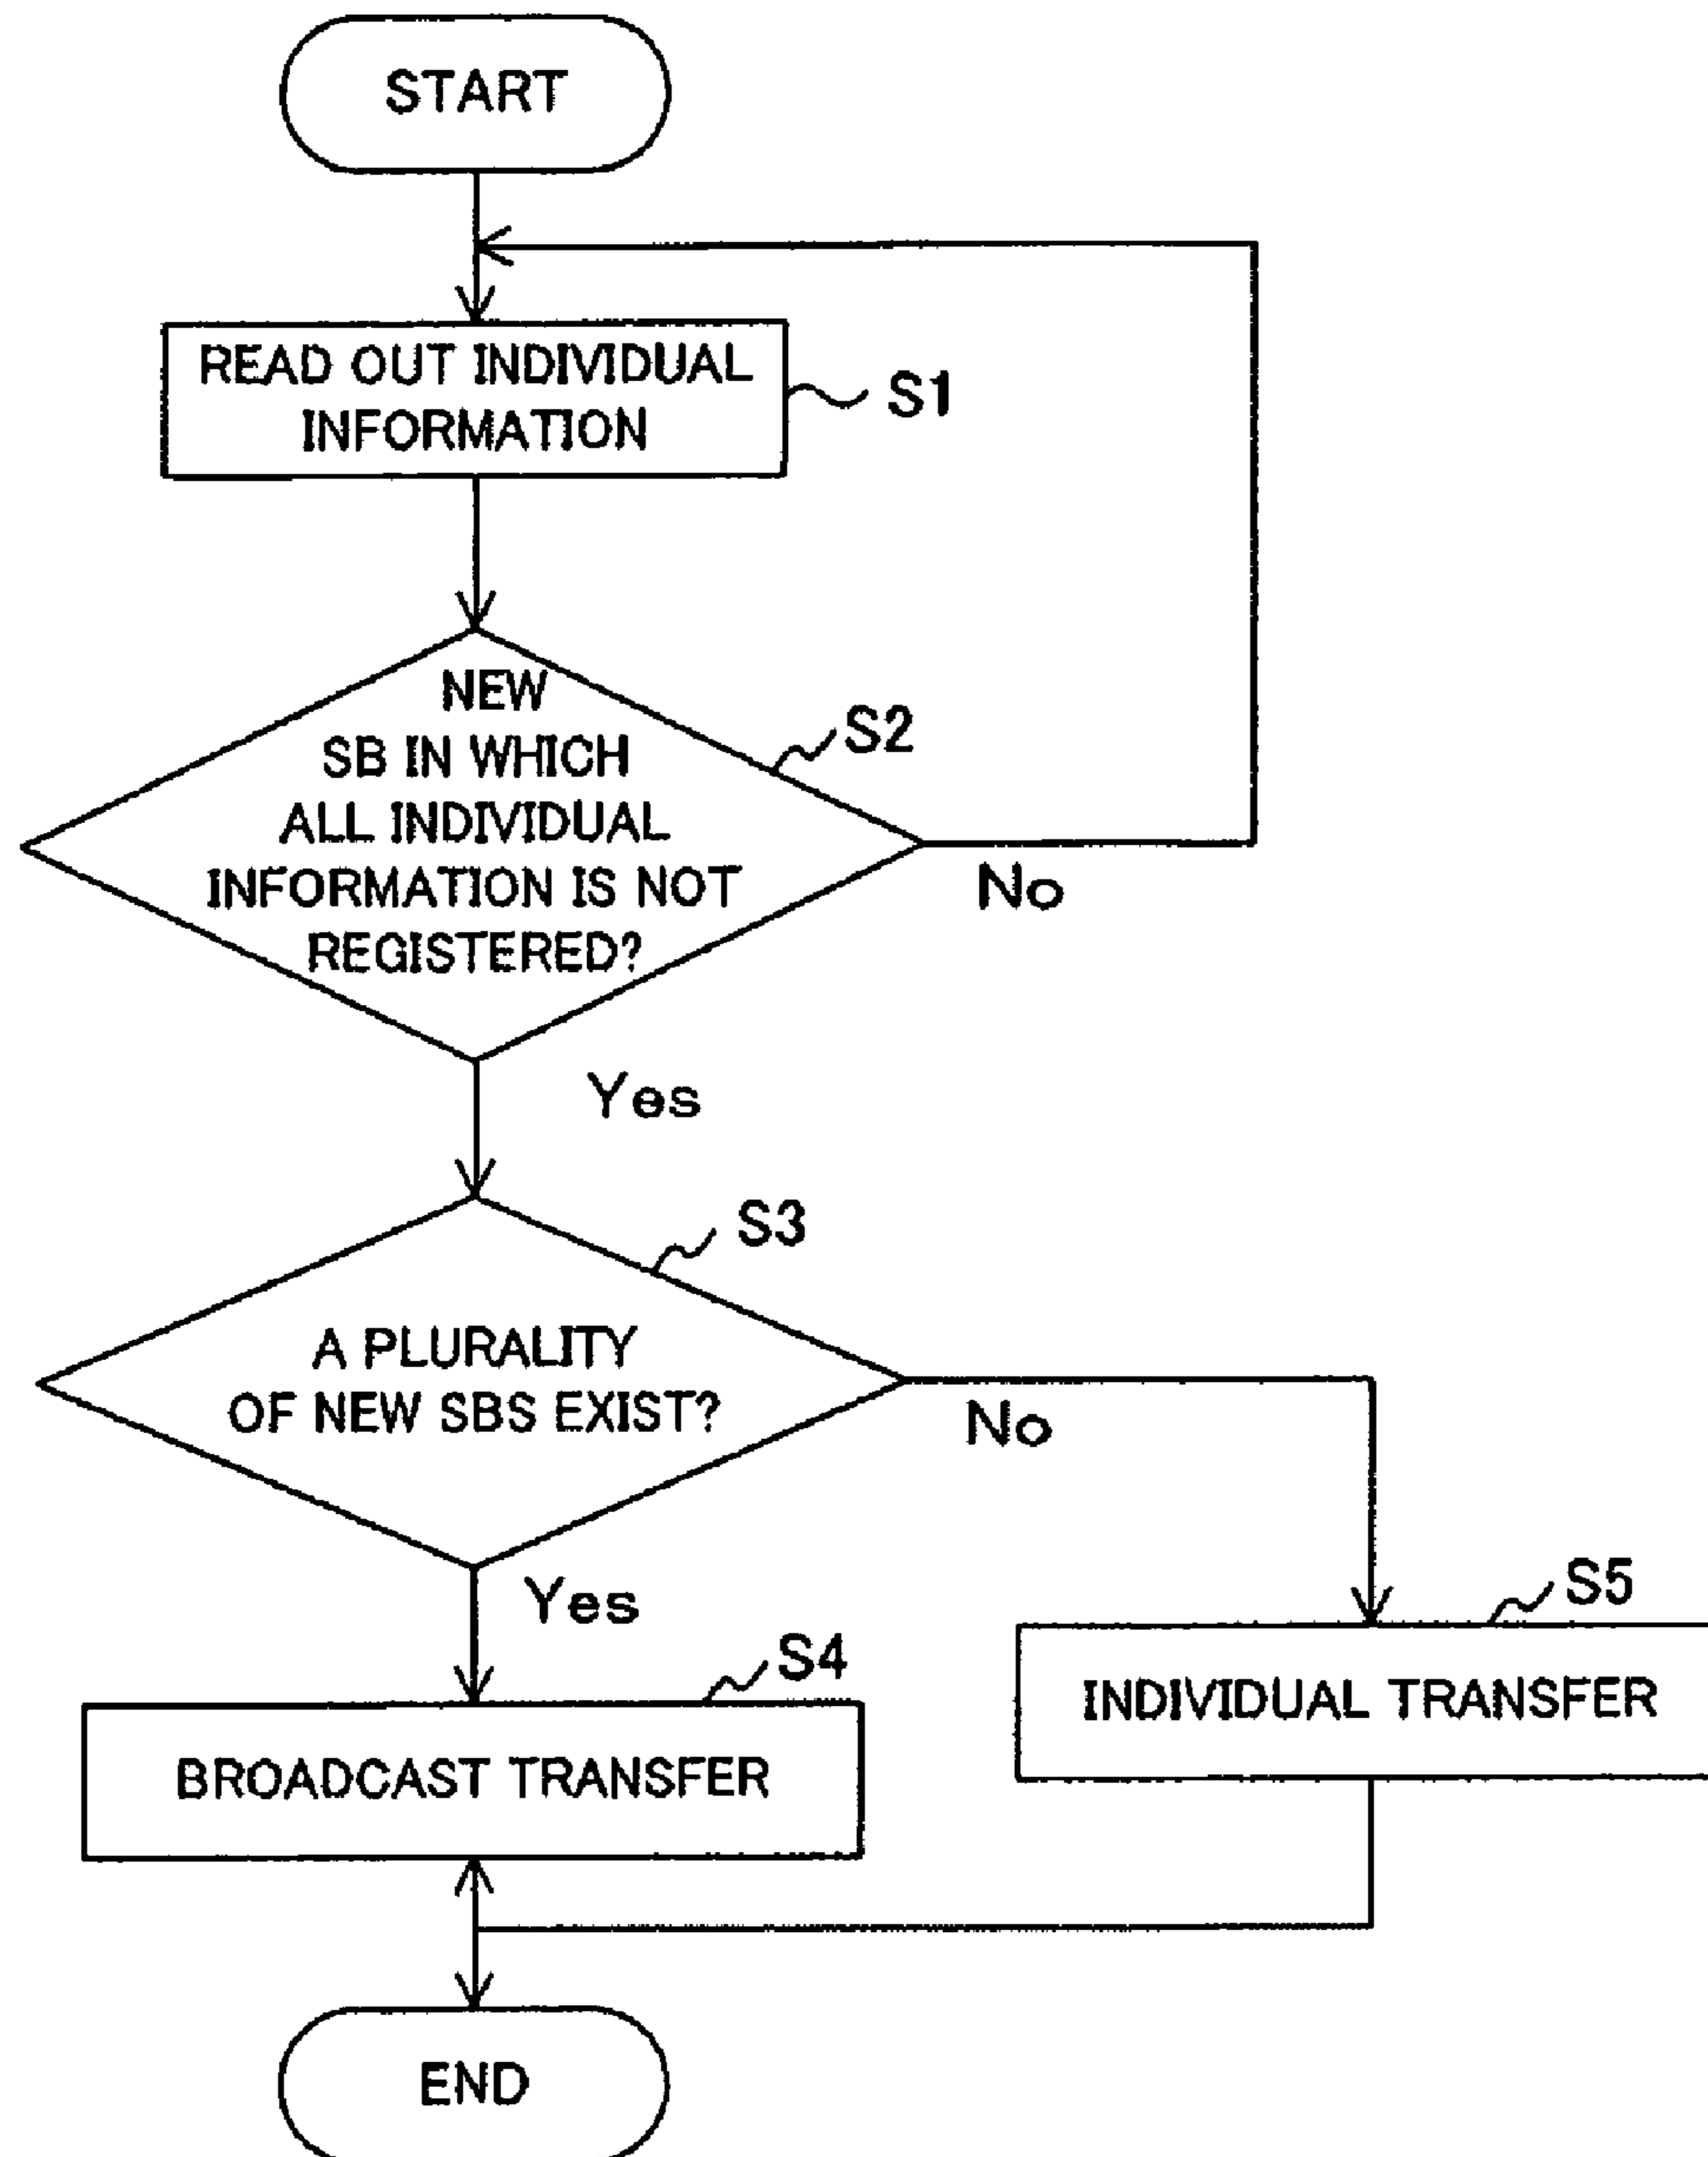 START
READ OUT INDIVIDUAL
INFORMATION
S1
NEW
SB IN WHICH
ALL INDIVIDUAL
INFORMATION IS NOT
REGISTERED?
S2
No
Yes
S3
A PLURALITY
OF NEW SBS EXIST?
No
Yes
S5
INDIVIDUAL TRANSFER
S4
BROADCAST TRANSFER
END